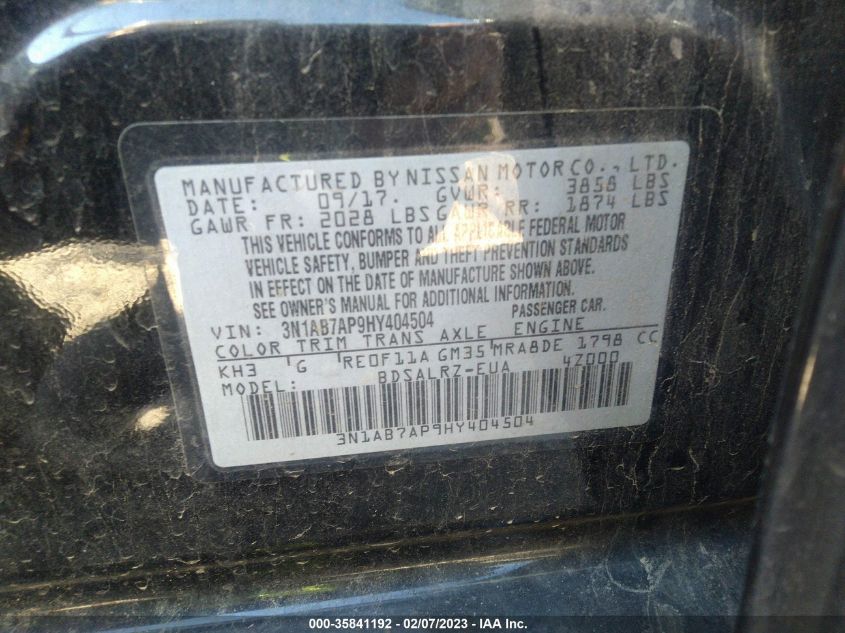 MANUFACTURED BY NISSAN MOTOR CO., LTD.
DATE: 09/17. GVWR: 3858 LBS
GAWR FR: 2028 LBS GAWR RR: 1874 LBS
THIS VEHICLE CONFORMS TO ALL APPLICABLE FEDERAL MOTOR
VEHICLE SAFETY, BUMPER AND THEFT PREVENTION STANDARDS
IN EFFECT ON THE DATE OF MANUFACTURE SHOWN ABOVE.
SEE OWNER'S MANUAL FOR ADDITIONAL INFORMATION.
VIN: 3N1AB7AP9HY404504 PASSENGER CAR.
COLOR TRIM TRANS AXLE ENGINE
KH3 G RE0F11A GM35 MRA8DE 1798 CC
MODEL: BDSALRZ-EUA 4Z000
3N1AB7AP9HY404504
000-35841192 - 02/07/2023 - IAA Inc.